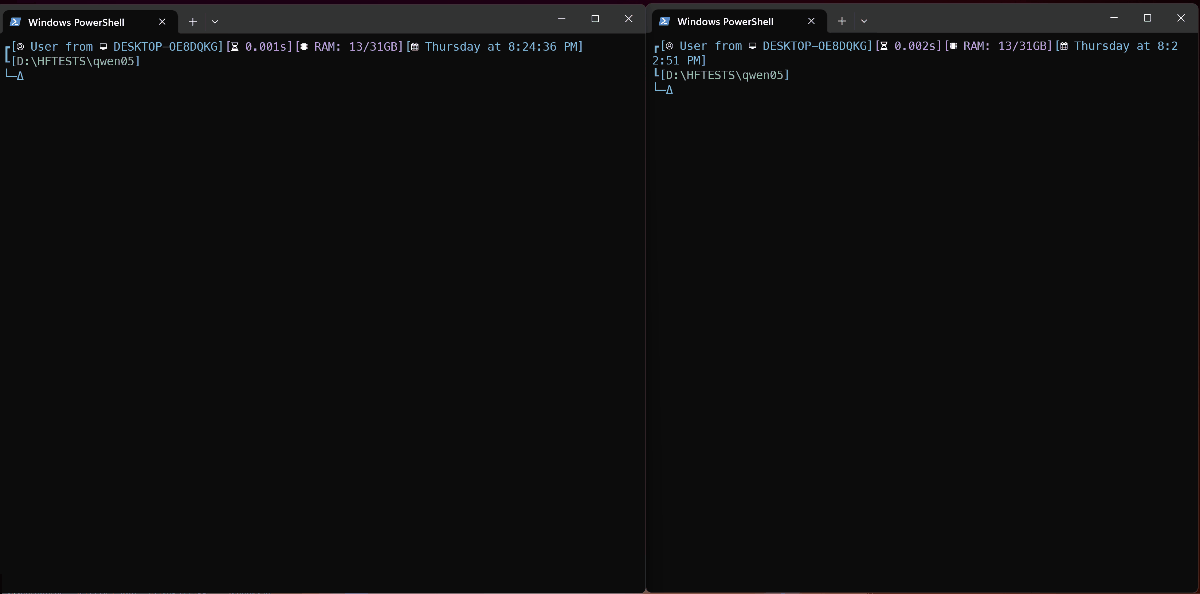 Windows PowerShell
[User from DESKTOP-OE8DQKG][0.001s][RAM: 13/31GB][Thursday at 8:24:36 PM]
[D:\HFTESTS\qwen05]
Δ
Windows PowerShell
[User from DESKTOP-OE8DQKG][0.002s][RAM: 13/31GB][Thursday at 8:2
2:51 PM]
[D:\HFTESTS\qwen05]
Δ